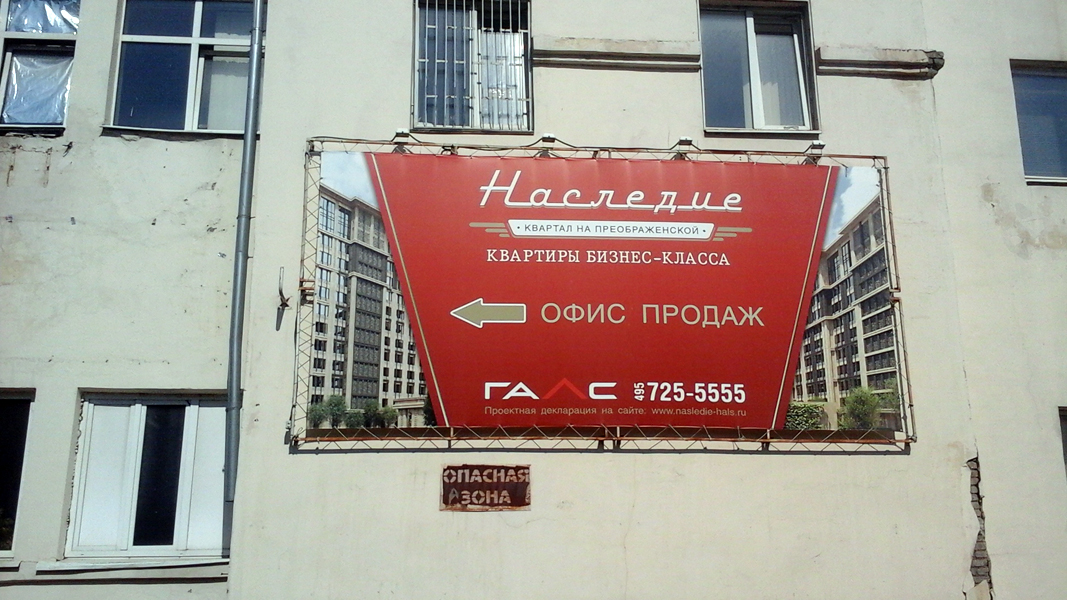 Наследие
• КВАРТАЛ НА ПРЕОБРАЖЕНСКОЙ •
КВАРТИРЫ БИЗНЕС-КЛАССА
ОФИС ПРОДАЖ
ГАЛС 495 725-5555
Проектная декларация на сайте: www.nasledie-hals.ru
ОПАСНАЯ
ЗОНА